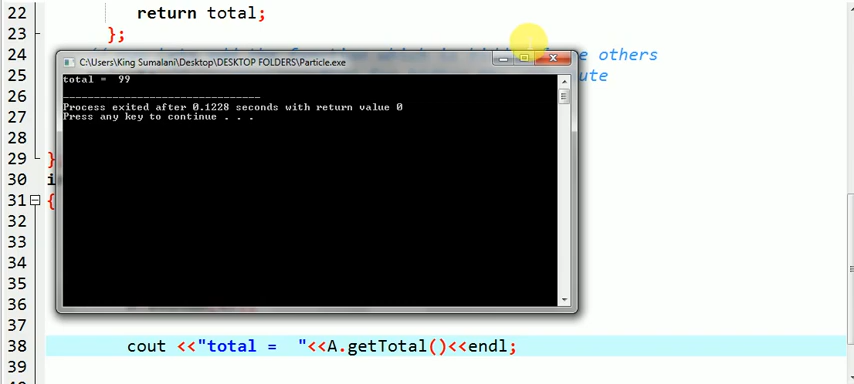 22 return total;
23 };
24 others
25
26
27
28
29 }
30
31 {
32
33
34
35
36
37
38 cout <<"total =  "<<A.getTotal()<<endl;
39
C:\Users\King Sumalani\Desktop\DESKTOP FOLDERS\Particle.exe
total =  99
--------------------------------
Process exited after 0.1228 seconds with return value 0
Press any key to continue . . .